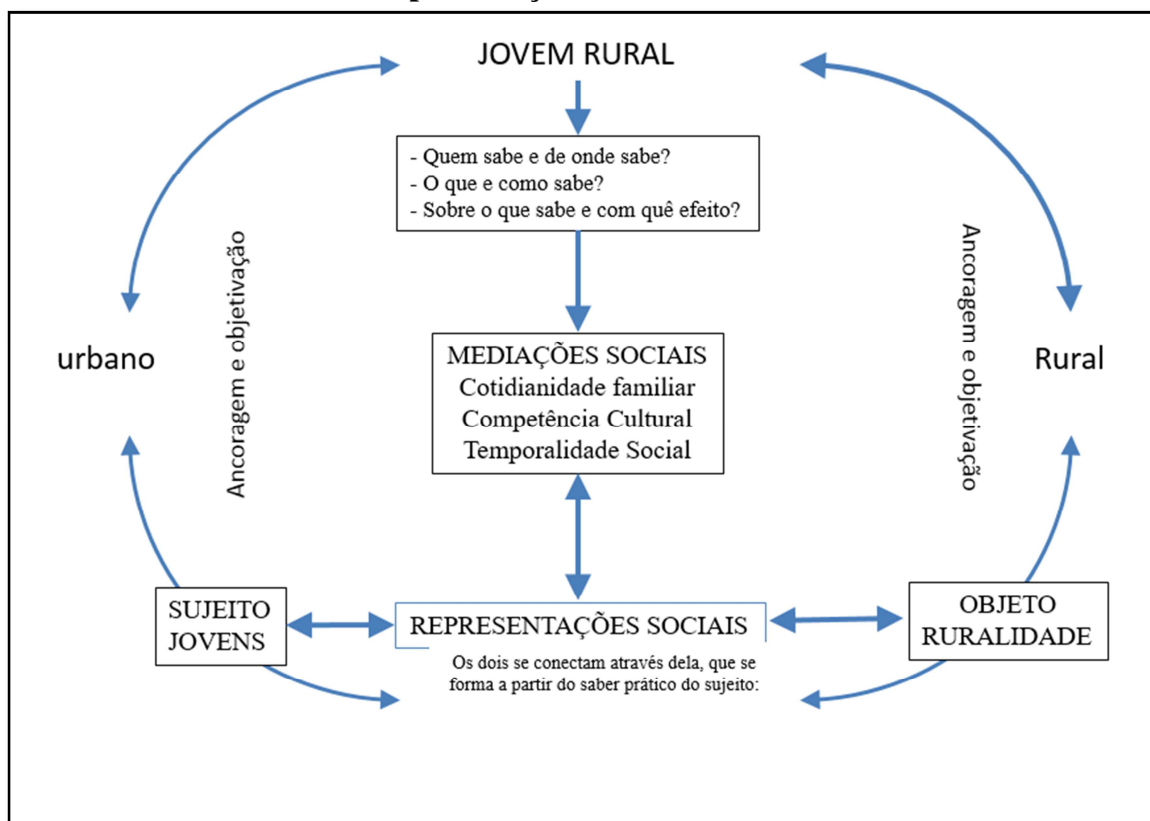 JOVEM RURAL
- Quem sabe e de onde sabe?
- O que e como sabe?
- Sobre o que sabe e com quê efeito?
Ancoragem e objetivação
Ancoragem e objetivação
urbano
Rural
MEDIAÇÕES SOCIAIS
Cotidianidade familiar
Competência Cultural
Temporalidade Social
SUJEITO
JOVENS
REPRESENTAÇÕES SOCIAIS
OBJETO
RURALIDADE
Os dois se conectam através dela, que se
forma a partir do saber prático do sujeito: